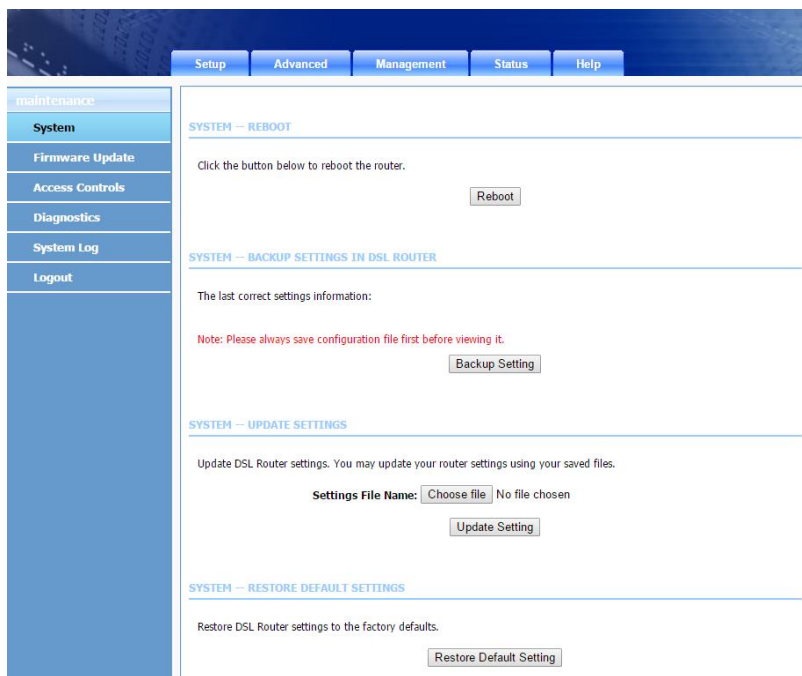 Setup Advanced Management Status Help
maintenance
System
Firmware Update
Access Controls
Diagnostics
System Log
Logout
SYSTEM -- REBOOT
Click the button below to reboot the router.
Reboot
SYSTEM -- BACKUP SETTINGS IN DSL ROUTER
The last correct settings information:
Note: Please always save configuration file first before viewing it.
Backup Setting
SYSTEM -- UPDATE SETTINGS
Update DSL Router settings. You may update your router settings using your saved files.
Settings File Name: Choose file No file chosen
Update Setting
SYSTEM -- RESTORE DEFAULT SETTINGS
Restore DSL Router settings to the factory defaults.
Restore Default Setting